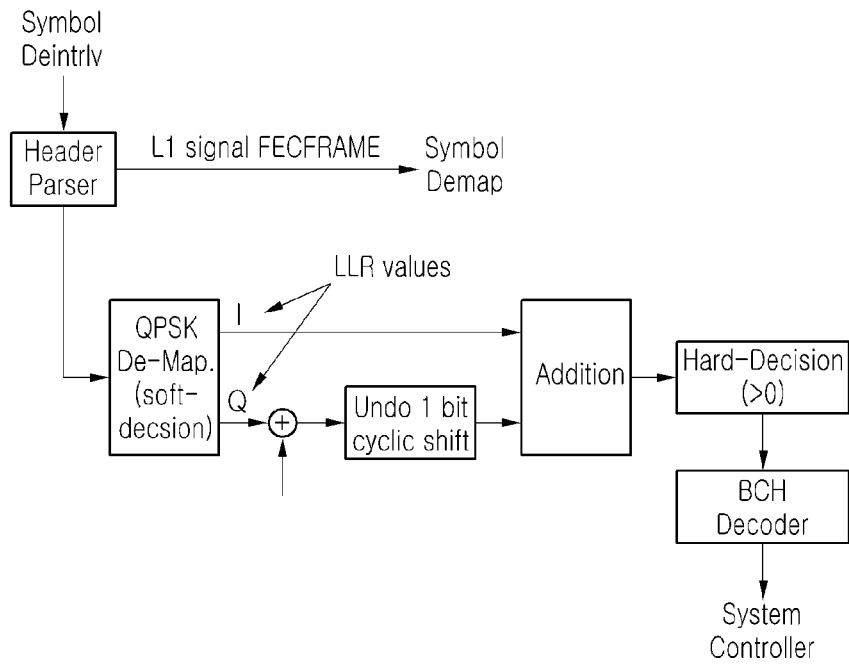 Symbol
Deintrlv
Header
Parser
L1 signal FECFRAME
Symbol
Demap
LLR values
QPSK
De-Map.
(soft-
decsion)
I
Q
+
Undo 1 bit
cyclic shift
Addition
Hard-Decision
(>0)
BCH
Decoder
System
Controller